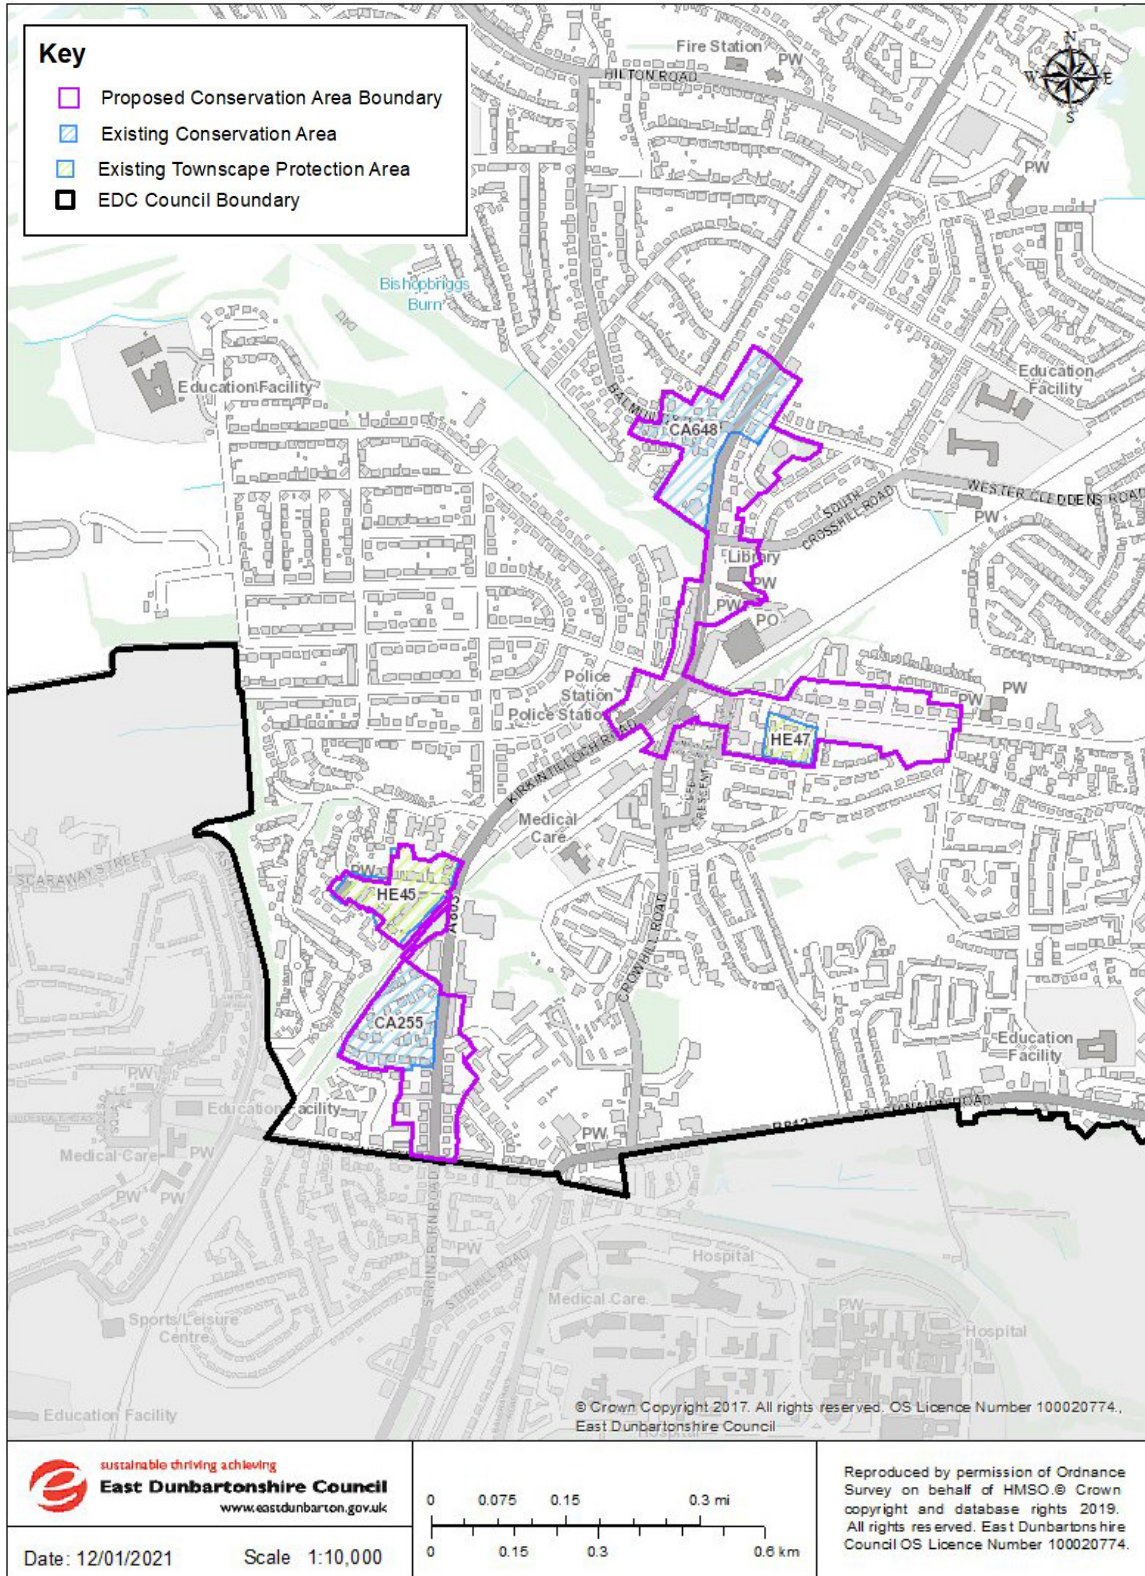 Key
Proposed Conservation Area Boundary
Existing Conservation Area
Existing Townscape Protection Area
EDC Council Boundary
N
W
E
S
Fire Station
PW
HILTON ROAD
PW
Bishopbriggs
Burn
Education Facility
Education
Facility
CA648
WESTER CLEDDENS ROAD
SOUTH
CROSSHILL ROAD
PW
Library
PW
PW
PO
Police
Station
PW
PW
KIRKINTILLOCH ROAD
HE47
CRESCENT
Medical
Care
SCARAWAY STREET
PW
HE45
A803
CROWHILL ROAD
CA255
Education
Facility
PW
Education Facility
PW
Medical Care
PW
PW
PW
SPRINGBURN ROAD
PW
STOBHILL ROAD
Hospital
Medical Care
PW
Sports Leisure
Centre
Hospital
Education Facility
© Crown Copyright 2017. All rights reserved. OS Licence Number 100020774.,
East Dunbartonshire Council
Hospital
sustainable thriving achieving
East Dunbartonshire Council
www.eastdunbarton.gov.uk
Date: 12/01/2021
Scale 1:10,000
0 0.075 0.15 0.3 mi
0 0.15 0.3 0.6 km
Reproduced by permission of Ordnance
Survey on behalf of HMSO.© Crown
copyright and database rights 2019.
All rights reserved. East Dunbartonshire
Council OS Licence Number 100020774.